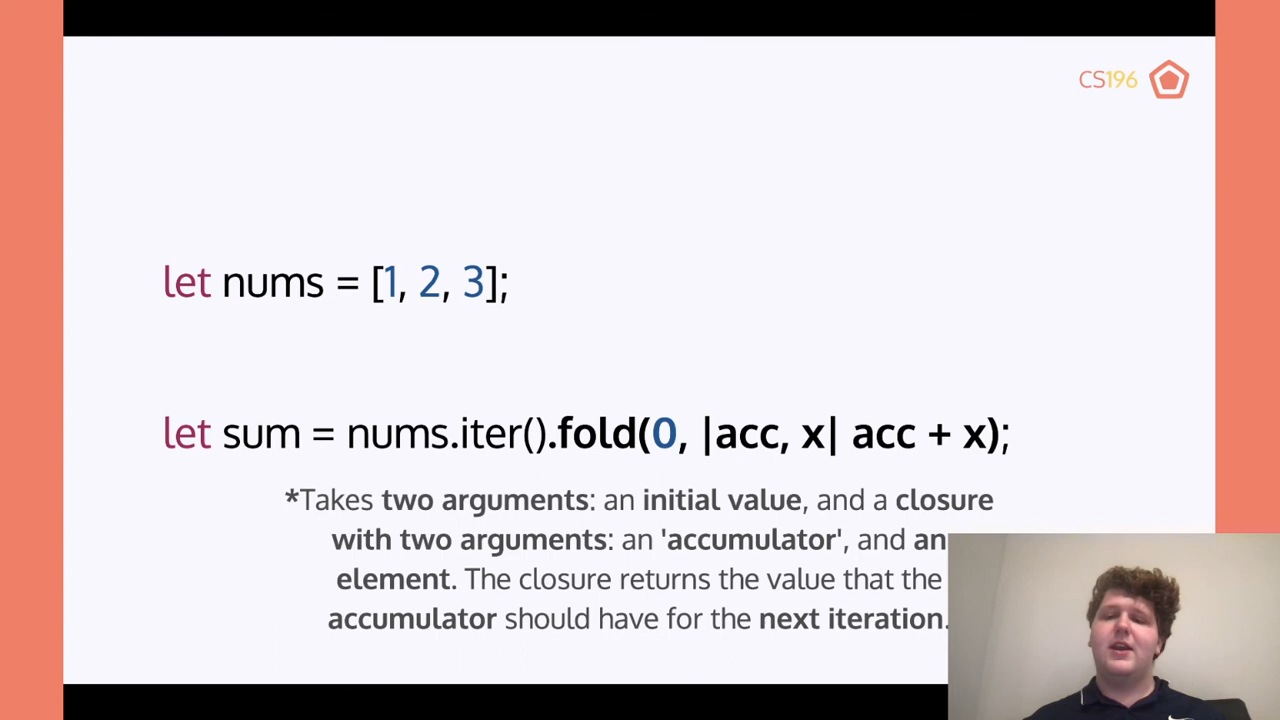 CS196
let nums = [1, 2, 3];
let sum = nums.iter().fold(0, |acc, x| acc + x);
*Takes two arguments: an initial value, and a closure
with two arguments: an 'accumulator', and an
element. The closure returns the value that the
accumulator should have for the next iteration.